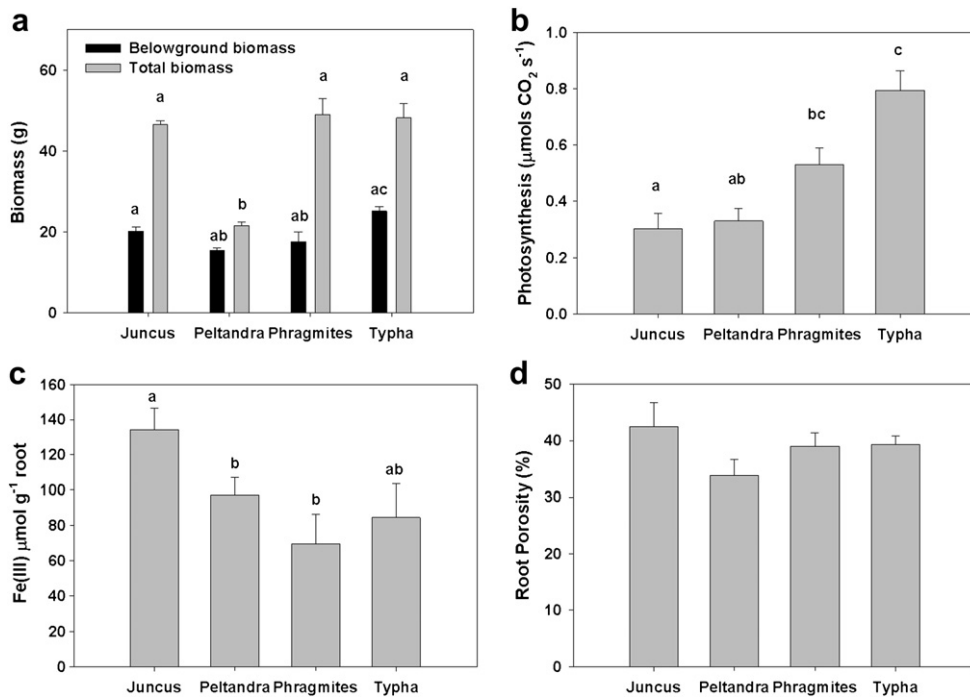 a
Belowground biomass
Total biomass
Biomass (g)
60
40
20
0
a
a
ab
b
ab
a
ac
a
Juncus Peltandra Phragmites Typha
b
Photosynthesis (μmols CO₂ s⁻¹)
1.0
0.8
0.6
0.4
0.2
0.0
a
ab
bc
c
Juncus Peltandra Phragmites Typha
c
Fe(III) μmol g⁻¹ root
160
140
120
100
80
60
40
20
0
a
b
b
ab
Juncus Peltandra Phragmites Typha
d
Root Porosity (%)
50
40
30
20
10
0
Juncus Peltandra Phragmites Typha